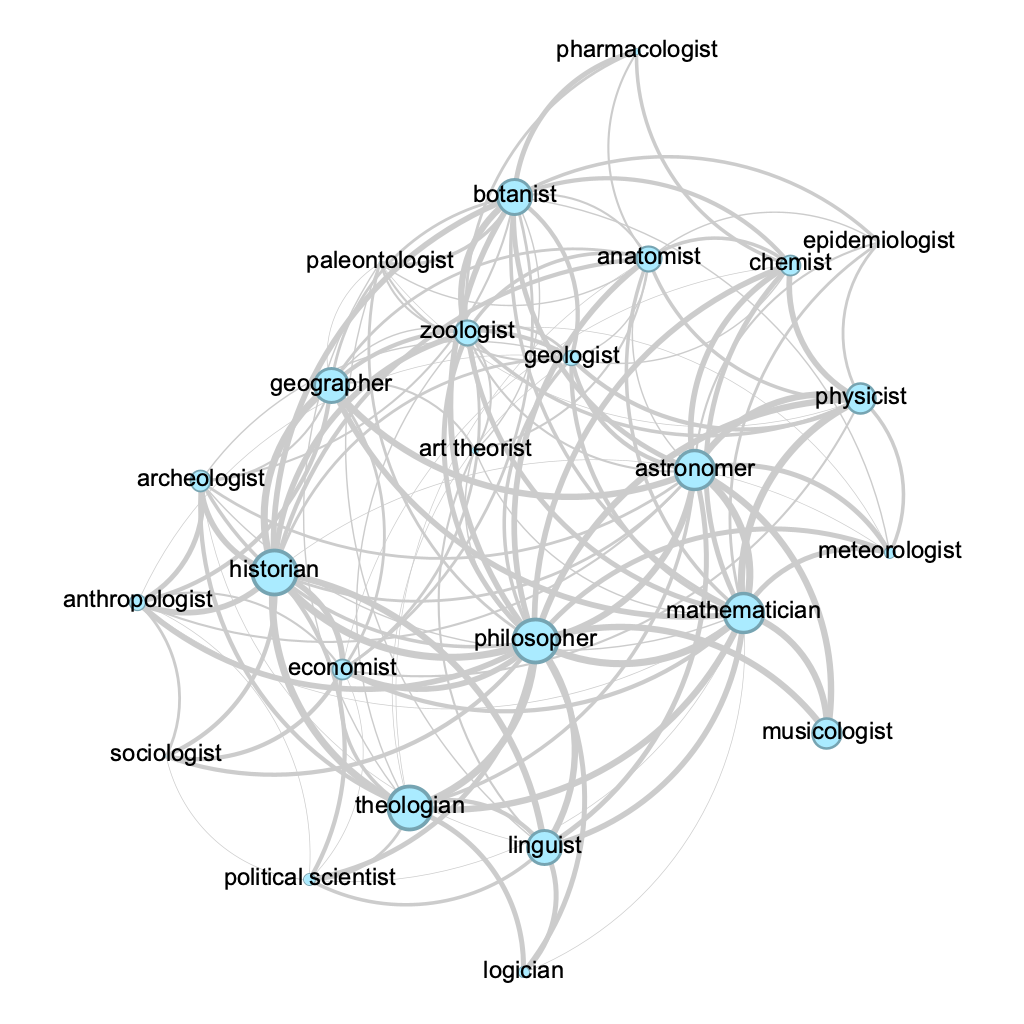 pharmacologist
botanist
epidemiologist
paleontologist
anatomist
chemist
zoologist
geologist
geographer
physicist
art theorist
astronomer
archeologist
meteorologist
historian
anthropologist
mathematician
philosopher
economist
musicologist
sociologist
theologian
linguist
political scientist
logician